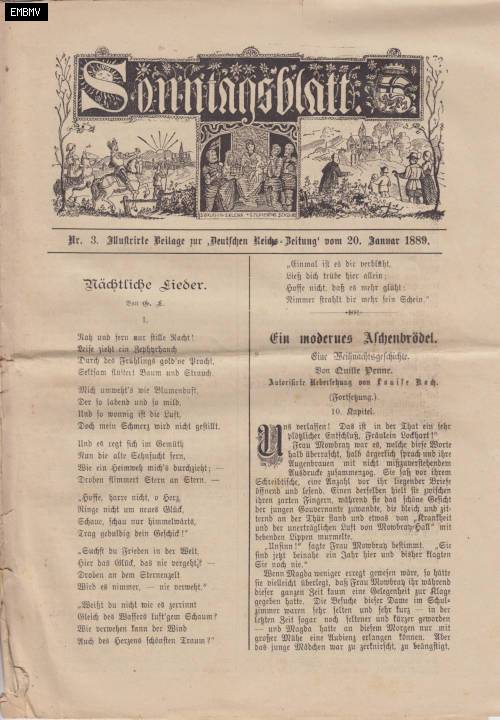 EMBMV
Sonntagsblatt.
Nr. 3. Illustrirte Beilage zur „Deutschen Reichs-Zeitung‘ vom 20. Januar 1889.
Nächtliche Lieder.
Von G. K.
1.
Nah und fern nur stille Nacht!
Leise zieht ein Zephyrhauch
Durch des Frühlings gold'ne Pracht,
Seltsam flüstert Baum und Strauch.
Mich umweht's wie Blumenduft,
Der so labend und so mild,
Und so wonnig ist die Luft,
Doch mein Schmerz wird nicht gestillt.
Und es regt sich im Gemüth
Nun die alte Sehnsucht fern,
Wie ein Heimweh mich's durchzieht; —
Droben flimmert Stern an Stern. —
„Hoffe, harre nicht, o Herz,
Ringe nicht um neues Glück,
Schaue, schau nur himmelwärts,
Trag geduldig dein Geschick!“
„Suchst du Frieden in der Welt,
Hier das Glück, das nie vergeht? —
Droben an dem Sternenzelt
Wird es nimmer, — nie verweht.“
„Weißt du nicht wie es zerrinnt
Gleich des Wassers luft'gem Schaum?
Wie verwehen kann der Wind
Auch des Herzens schönsten Traum?“
„Einmal ist es dir verblüht,
Ließ dich trübe hier allein;
Hoffe nicht, daß es mehr glüht:
Nimmer strahlt dir mehr sein Schein.“
Ein modernes Aschenbrödel.
Eine Weihnachtsgeschichte.
Von
Autorisirte Uebersetzung von Louise Koch.
(Fortsetzung.)
10. Kapitel.
Uns verlassen! Das ist in der That ein sehr
plötzlicher Entschluß, Fräulein Lockhart!“
Frau Mowbray war es, welche diese Worte
halb überrascht, halb ärgerlich sprach und ihre
Augenbrauen mit nicht mißzuverstehendem
Ausdruck zusammenzog. Sie saß vor ihrem
Schreibtische, eine Anzahl vor ihr liegender Briefe
öffnend und lesend. Einen derselben hielt sie zwischen
ihren zarten Fingern, während sie das schöne Gesicht
der jungen Gouvernante zuwandte, die bleich und zit-
ternd an der Thür stand und etwas von „Krankheit
und der unerträglichen Luft von Mowbray-Hall“ mit
bebenden Lippen murmelte.
„Unsinn!“ sagte Frau Mowbray bestimmt. „Sie
sind jetzt beinahe ein Jahr hier und bisher klagten
Sie noch nie.“
Wenn Magda weniger erregt gewesen wäre, so hätte
sie vielleicht überlegt, daß Frau Mowbray ihr während
dieser ganzen Zeit kaum eine Gelegenheit zur Klage
gegeben hatte. Die Besuche dieser Dame im Schul-
zimmer waren sehr selten und sehr kurz — in der
letzten Zeit sogar noch seltener und kürzer geworden
— und Magda hatte an diesem Morgen nur mit
großer Mühe eine Audienz erlangen können. Aber
das junge Mädchen war zu zerknirscht, zu beängstigt,